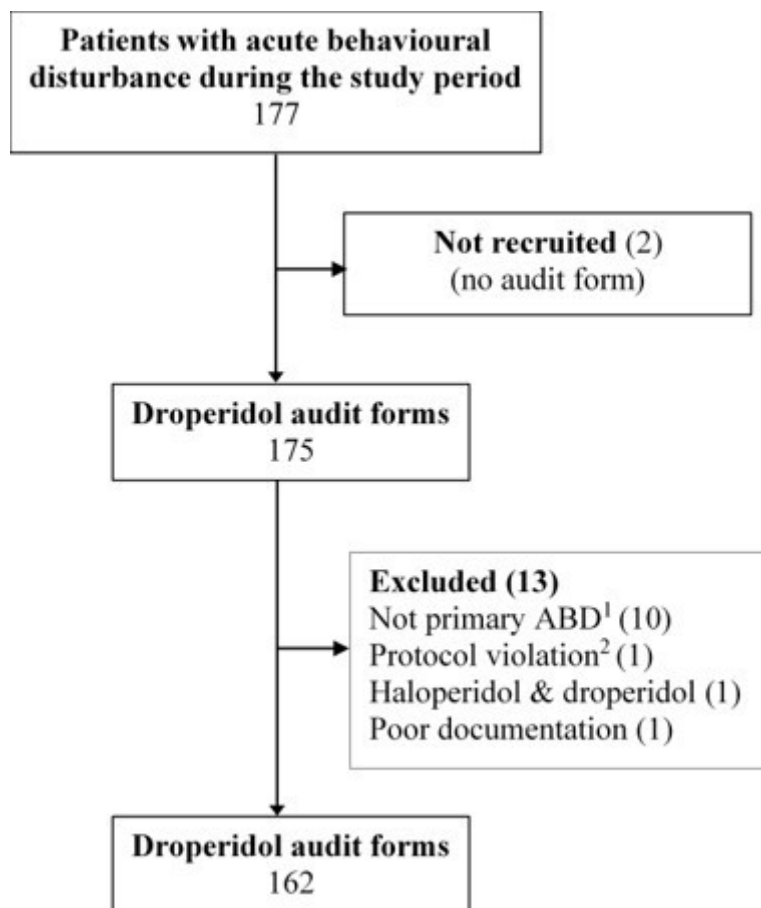 Patients with acute behavioural
disturbance during the study period
177
Not recruited (2)
(no audit form)
Droperidol audit forms
175
Excluded (13)
Not primary ABD¹ (10)
Protocol violation² (1)
Haloperidol & droperidol (1)
Poor documentation (1)
Droperidol audit forms
162